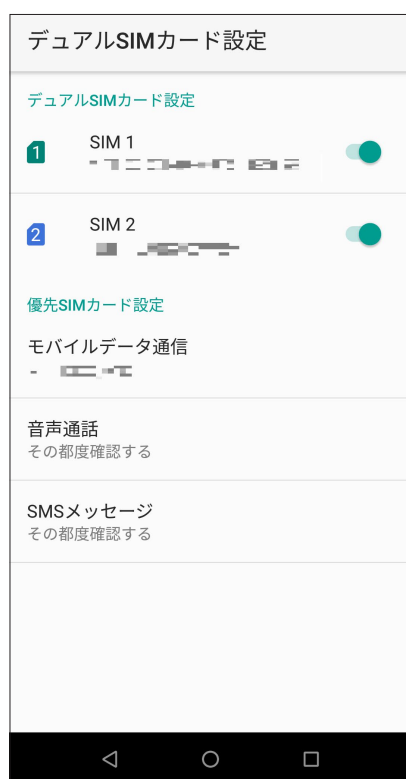 デュアルSIMカード設定
デュアルSIMカード設定
1
SIM 1
2
SIM 2
優先SIMカード設定
モバイルデータ通信
音声通話
その都度確認する
SMSメッセージ
その都度確認する